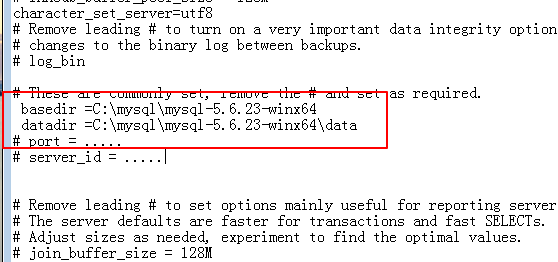 character_set_server=utf8
# Remove leading # to turn on a very important data integrity option
# changes to the binary log between backups.
# log_bin
# These are commonly set, remove the # and set as required.
basedir =C:\mysql\mysql-5.6.23-winx64
datadir =C:\mysql\mysql-5.6.23-winx64\data
# port = .....
# server_id = .....
# Remove leading # to set options mainly useful for reporting server
# The server defaults are faster for transactions and fast SELECTs.
# Adjust sizes as needed, experiment to find the optimal values.
# join_buffer_size = 128M